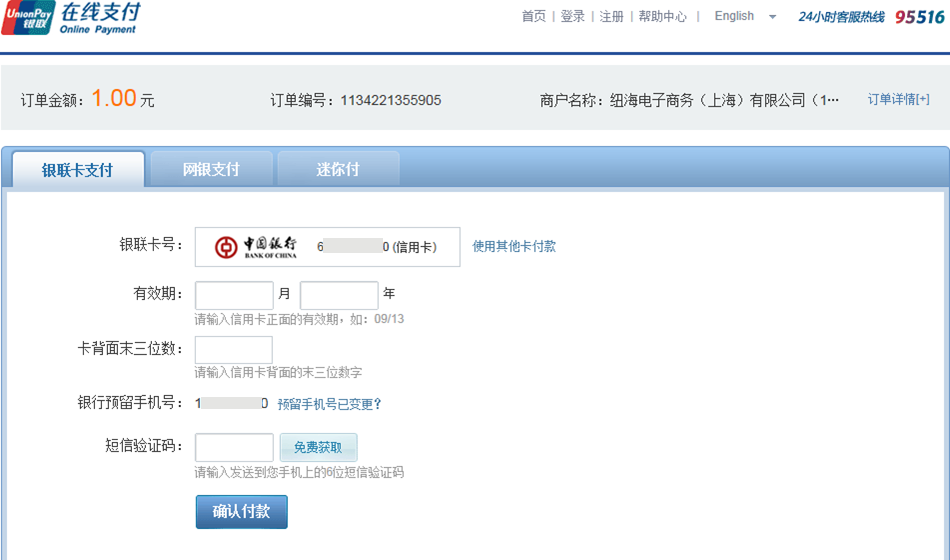 UnionPay 银联 在线支付 Online Payment
首页 | 登录 | 注册 | 帮助中心 | English 24小时客服热线 95516
订单金额：1.00元 订单编号：1134221355905 商户名称：纽海电子商务（上海）有限公司（1··· 订单详情[+]
银联卡支付 网银支付 迷你付
银联卡号： 中国银行 BANK OF CHINA 6 0 (信用卡) 使用其他卡付款
有效期： 月 年
请输入信用卡正面的有效期，如：09/13
卡背面末三位数：
请输入信用卡背面的末三位数字
银行预留手机号： 1 0 预留手机号已变更?
短信验证码： 免费获取
请输入发送到您手机上的6位短信验证码
确认付款